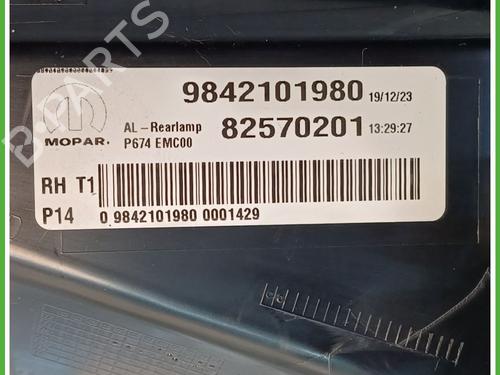 9842101980 19/12/23
AL-Rearlamp 82570201 13:29:27
MOPAR. P674 EMC00
RH T1
P14 0 9842101980 0001429
B-PARTS